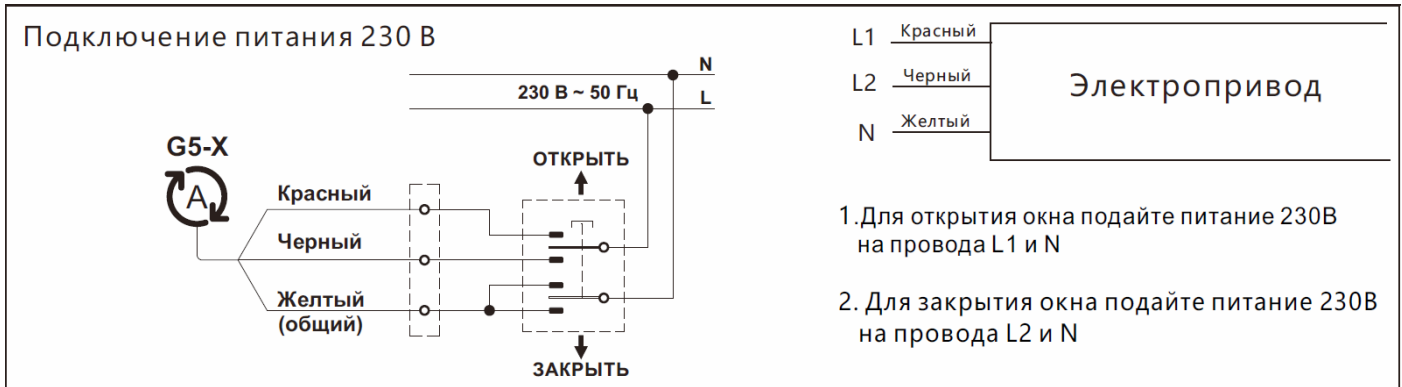 Подключение питания 230 В
N
230 В ~ 50 Гц
L
G5-X
A
ОТКРЫТЬ
Красный
Черный
Желтый
(общий)
ЗАКРЫТЬ
L1 Красный
L2 Черный
N Желтый
Электропривод
1.Для открытия окна подайте питание 230В
на провода L1 и N
2. Для закрытия окна подайте питание 230В
на провода L2 и N